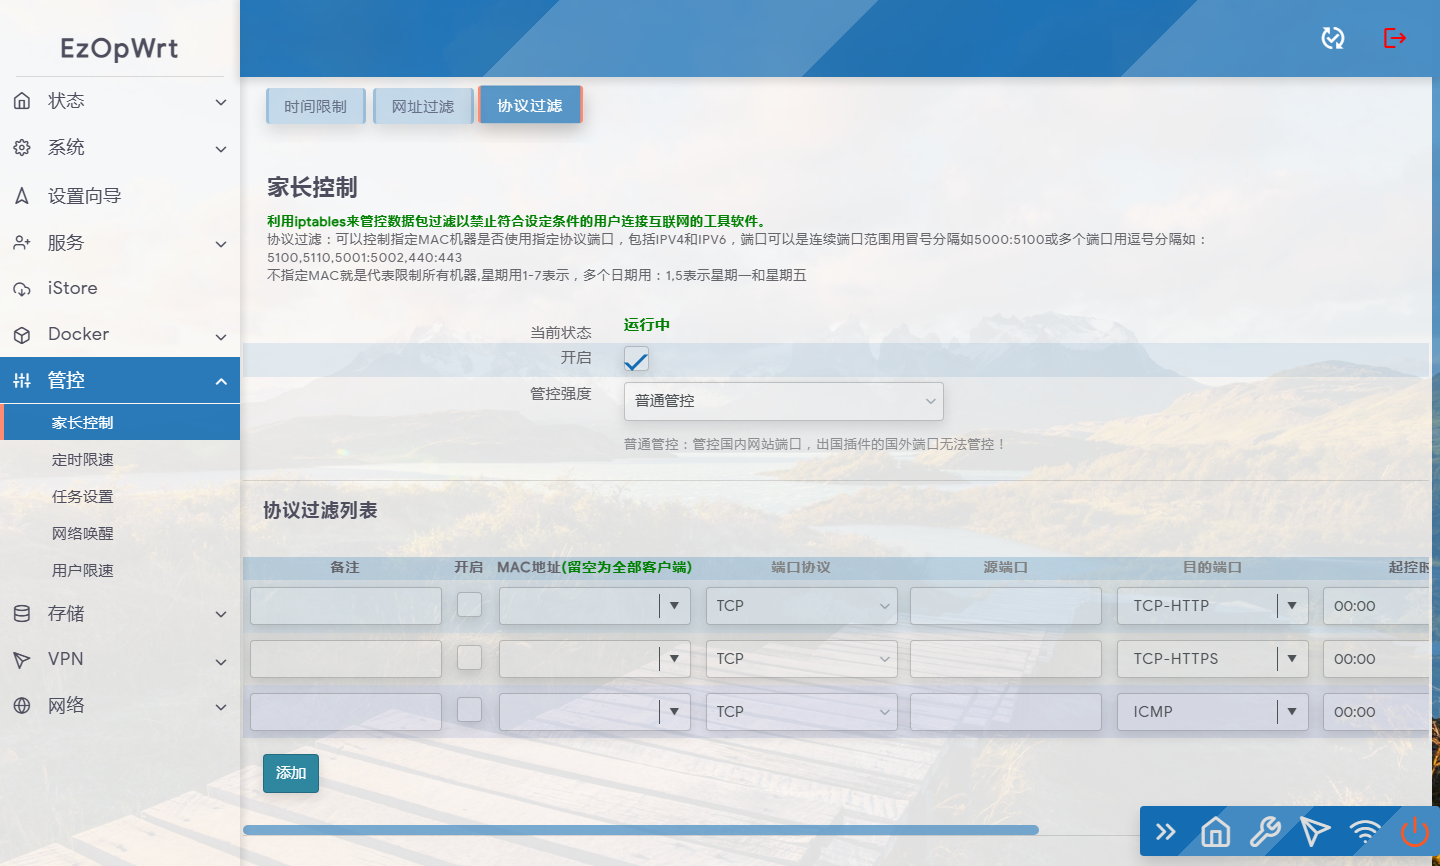 EzOpWrt
状态
系统
设置向导
服务
iStore
Docker
管控
家长控制
定时限速
任务设置
网络唤醒
用户限速
存储
VPN
网络
时间限制 网址过滤 协议过滤
家长控制
利用iptables来管控数据包过滤以禁止符合设定条件的用户连接互联网的工具软件。
协议过滤：可以控制指定MAC机器是否使用指定协议端口，包括IPV4和IPV6，端口可以是连续端口范围用冒号分隔如5000:5100或多个端口用逗号分隔如：
5100,5110,5001:5002,440:443
不指定MAC就是代表限制所有机器,星期用1-7表示，多个日期用：1,5表示星期一和星期五
当前状态 运行中
开启
管控强度 普通管控
普通管控：管控国内网站端口，出国插件的国外端口无法管控！
协议过滤列表
备注 开启 MAC地址(留空为全部客户端) 端口协议 源端口 目的端口 起控时
TCP TCP-HTTP 00:00
TCP TCP-HTTPS 00:00
TCP ICMP 00:00
添加